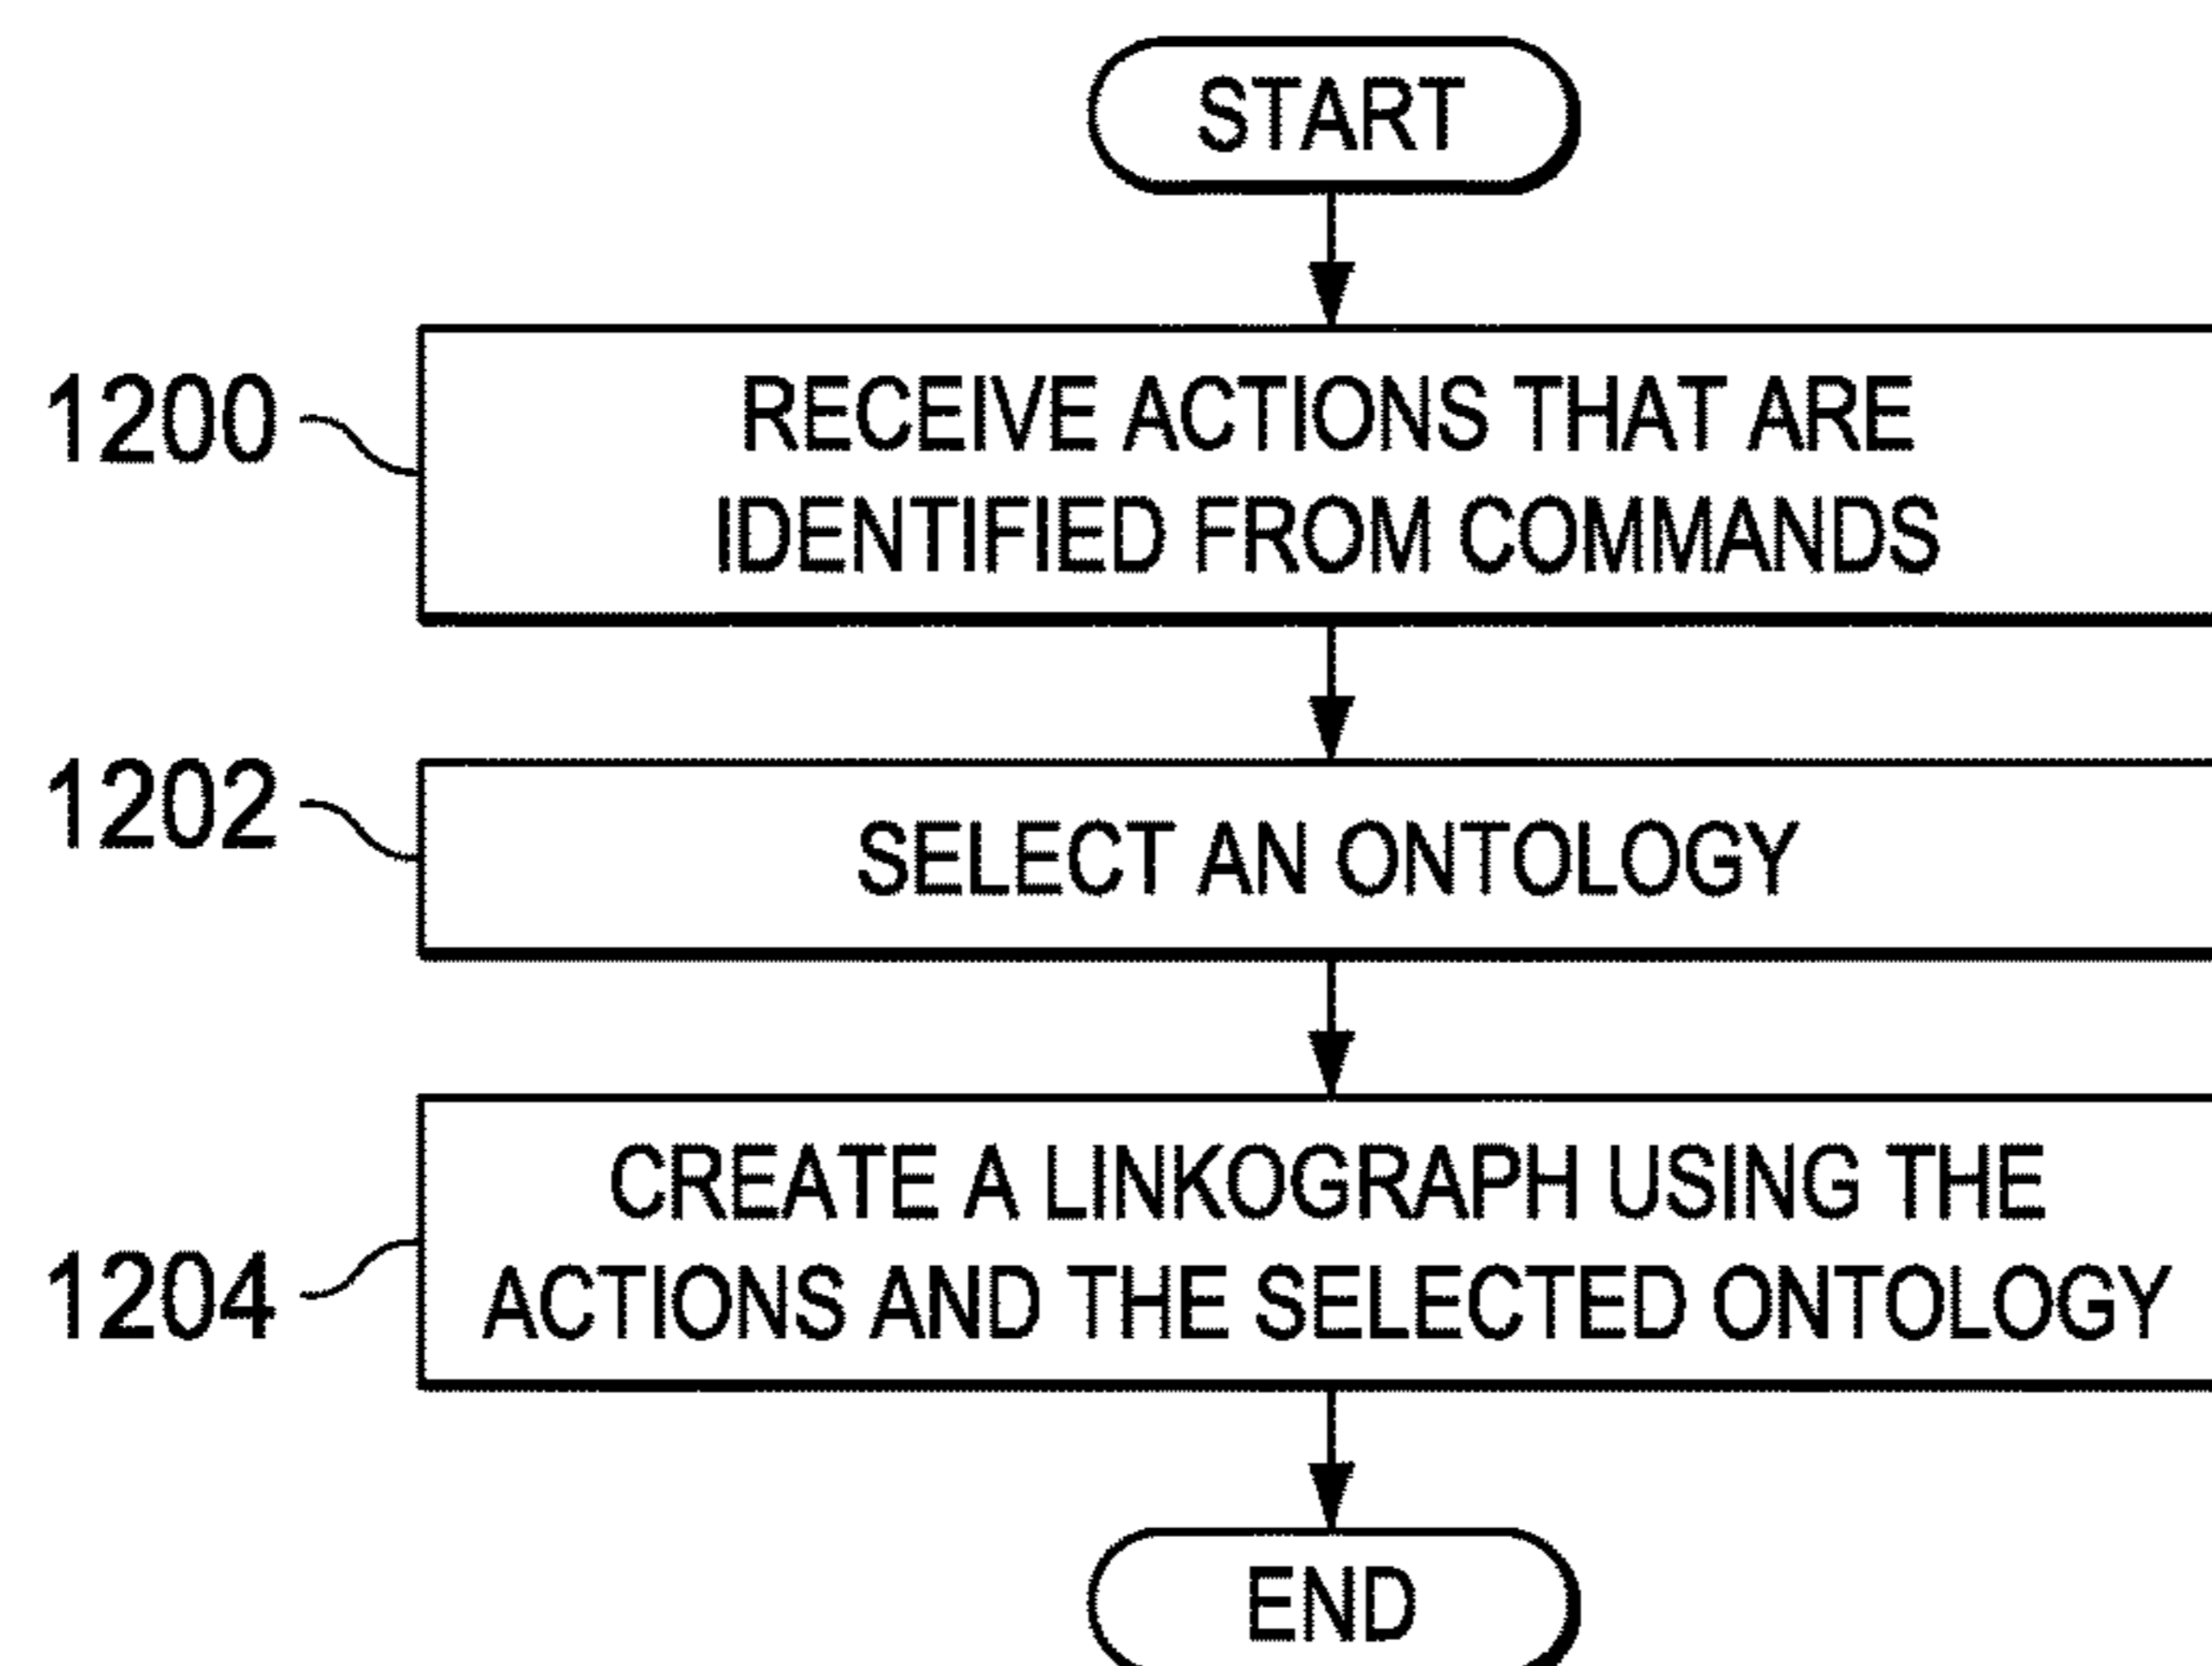 START
1200
RECEIVE ACTIONS THAT ARE
IDENTIFIED FROM COMMANDS
1202
SELECT AN ONTOLOGY
1204
CREATE A LINKOGRAPH USING THE
ACTIONS AND THE SELECTED ONTOLOGY
END